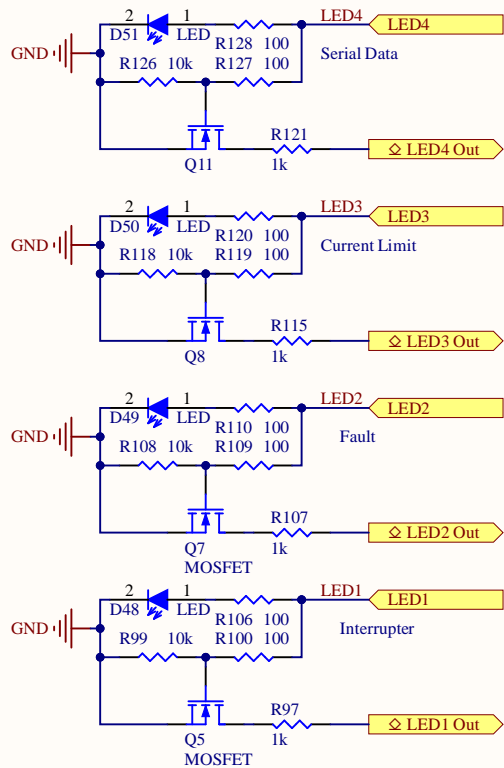 2 1 LED4 LED4
D51 LED R128 100 Serial Data
GND
R126 10k R127 100
R121
Q11 1k LED4 Out
2 1 LED3 LED3
D50 LED R120 100 Current Limit
GND
R118 10k R119 100
R115
Q8 1k LED3 Out
2 1 LED2 LED2
D49 LED R110 100 Fault
GND
R108 10k R109 100
R107
Q7 1k LED2 Out
MOSFET
2 1 LED1 LED1
D48 LED R106 100 Interrupter
GND
R99 10k R100 100
R97
Q5 1k LED1 Out
MOSFET